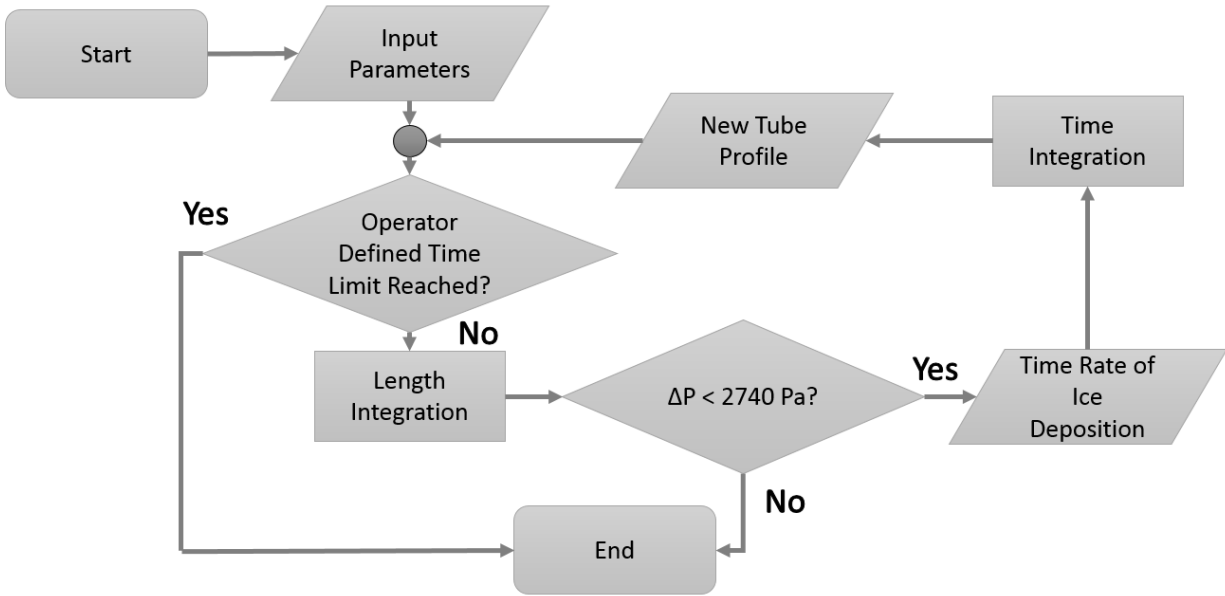 Start
Input
Parameters
New Tube
Profile
Time
Integration
Yes
Operator
Defined Time
Limit Reached?
No
Length
Integration
ΔP < 2740 Pa?
Yes
Time Rate of
Ice
Deposition
No
End